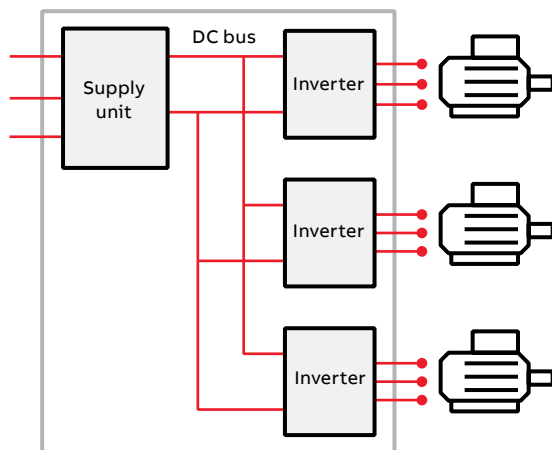 DC bus
Supply
unit
Inverter
Inverter
Inverter